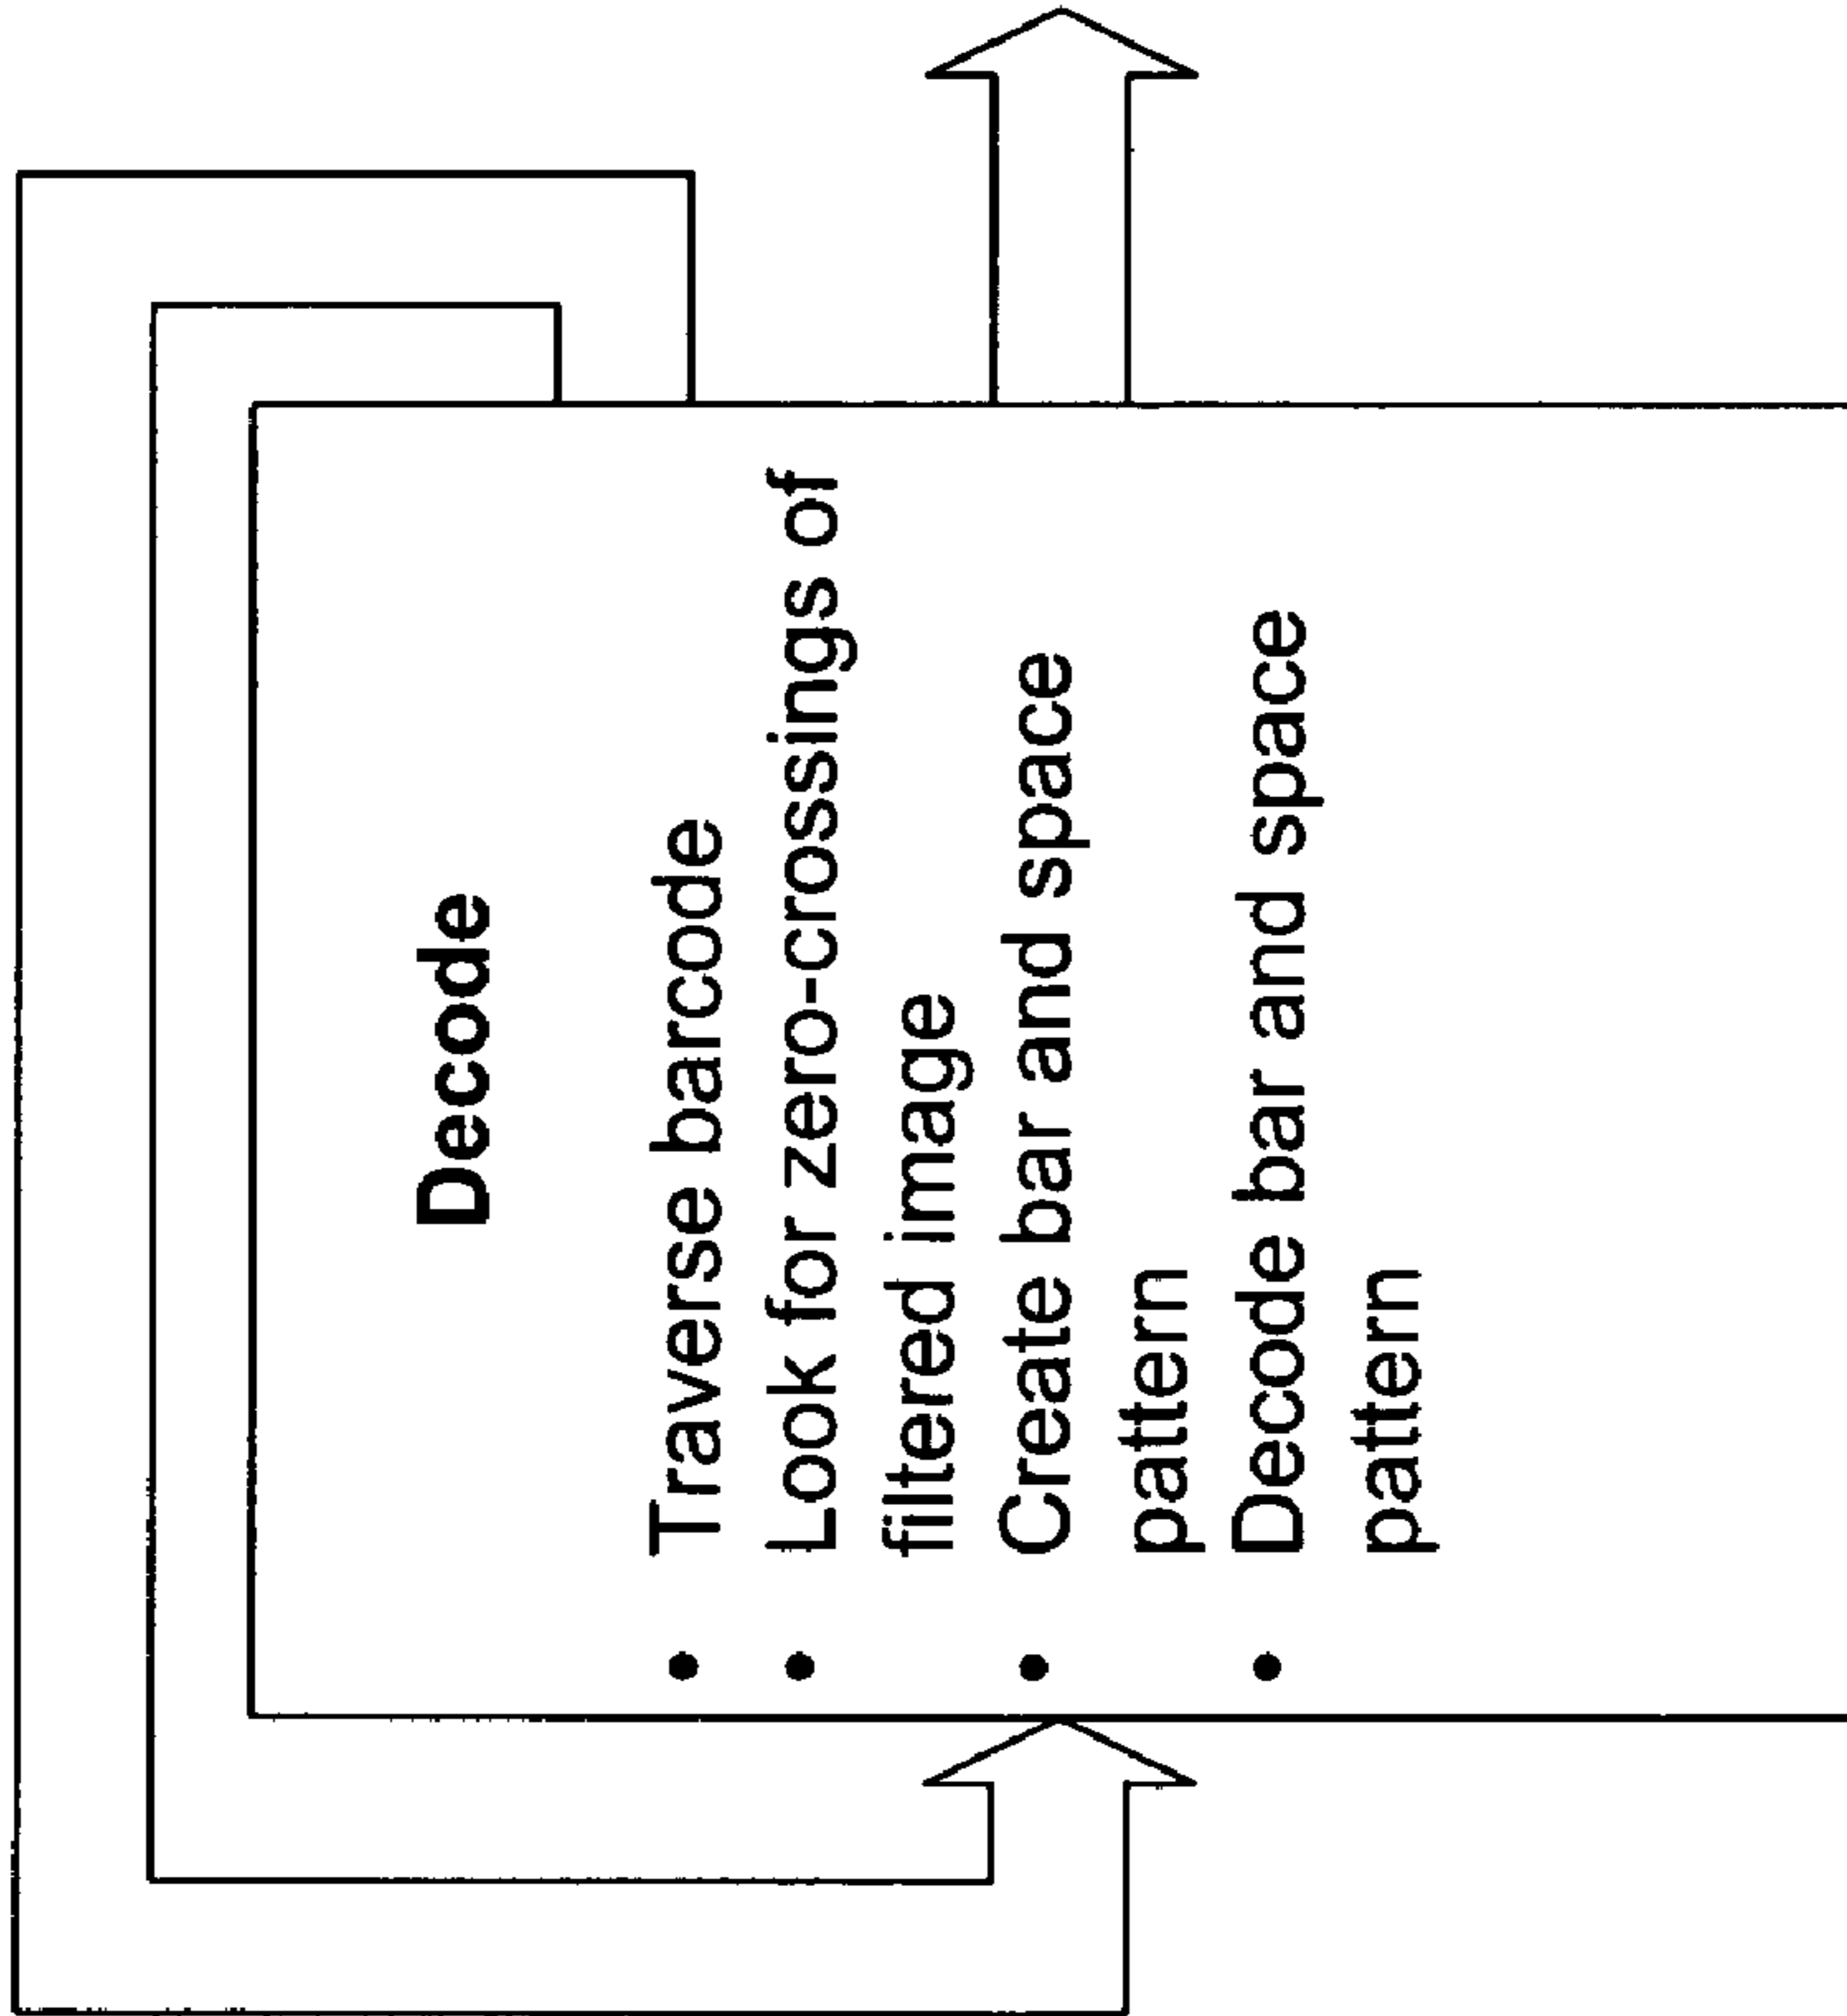 Decode
• Traverse barcode
• Look for zero-crossings of
filtered image
• Create bar and space
pattern
• Decode bar and space
pattern